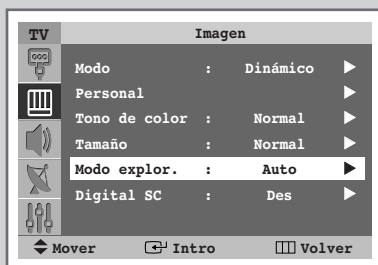 TV Imagen
Modo : Dinámico
Personal
Tono de color : Normal
Tamaño : Normal
Modo explor. : Auto
Digital SC : Des
Mover Intro Volver